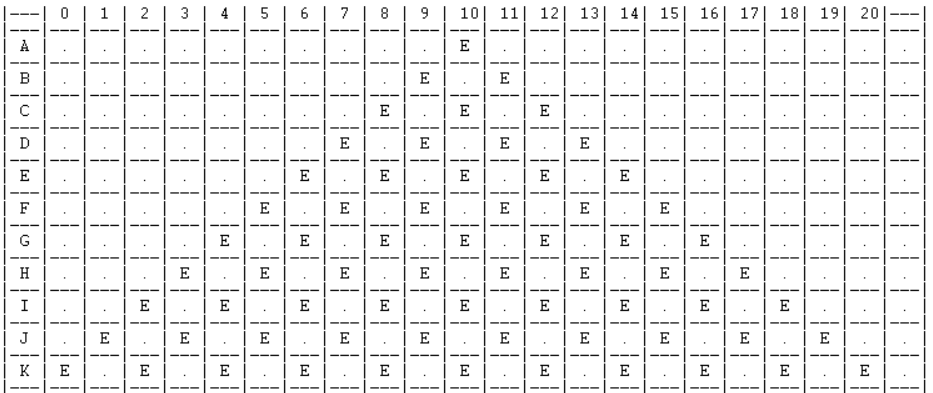 |---| 0 | 1 | 2 | 3 | 4 | 5 | 6 | 7 | 8 | 9 | 10| 11| 12| 13| 14| 15| 16| 17| 18| 19| 20|---|
|---|---|---|---|---|---|---|---|---|---|---|---|---|---|---|---|---|---|---|---|---|---|---|
| A | . | . | . | . | . | . | . | . | . | . | E | . | . | . | . | . | . | . | . | . | . | . |
|---|---|---|---|---|---|---|---|---|---|---|---|---|---|---|---|---|---|---|---|---|---|---|
| B | . | . | . | . | . | . | . | . | . | E | . | E | . | . | . | . | . | . | . | . | . | . |
|---|---|---|---|---|---|---|---|---|---|---|---|---|---|---|---|---|---|---|---|---|---|---|
| C | . | . | . | . | . | . | . | . | E | . | E | . | E | . | . | . | . | . | . | . | . | . |
|---|---|---|---|---|---|---|---|---|---|---|---|---|---|---|---|---|---|---|---|---|---|---|
| D | . | . | . | . | . | . | . | E | . | E | . | E | . | E | . | . | . | . | . | . | . | . |
|---|---|---|---|---|---|---|---|---|---|---|---|---|---|---|---|---|---|---|---|---|---|---|
| E | . | . | . | . | . | . | E | . | E | . | E | . | E | . | E | . | . | . | . | . | . | . |
|---|---|---|---|---|---|---|---|---|---|---|---|---|---|---|---|---|---|---|---|---|---|---|
| F | . | . | . | . | . | E | . | E | . | E | . | E | . | E | . | E | . | . | . | . | . | . |
|---|---|---|---|---|---|---|---|---|---|---|---|---|---|---|---|---|---|---|---|---|---|---|
| G | . | . | . | . | E | . | E | . | E | . | E | . | E | . | E | . | E | . | . | . | . | . |
|---|---|---|---|---|---|---|---|---|---|---|---|---|---|---|---|---|---|---|---|---|---|---|
| H | . | . | . | E | . | E | . | E | . | E | . | E | . | E | . | E | . | E | . | . | . | . |
|---|---|---|---|---|---|---|---|---|---|---|---|---|---|---|---|---|---|---|---|---|---|---|
| I | . | . | E | . | E | . | E | . | E | . | E | . | E | . | E | . | E | . | E | . | . | . |
|---|---|---|---|---|---|---|---|---|---|---|---|---|---|---|---|---|---|---|---|---|---|---|
| J | . | E | . | E | . | E | . | E | . | E | . | E | . | E | . | E | . | E | . | E | . | . |
|---|---|---|---|---|---|---|---|---|---|---|---|---|---|---|---|---|---|---|---|---|---|---|
| K | E | . | E | . | E | . | E | . | E | . | E | . | E | . | E | . | E | . | E | . | E | . |
|---|---|---|---|---|---|---|---|---|---|---|---|---|---|---|---|---|---|---|---|---|---|---|